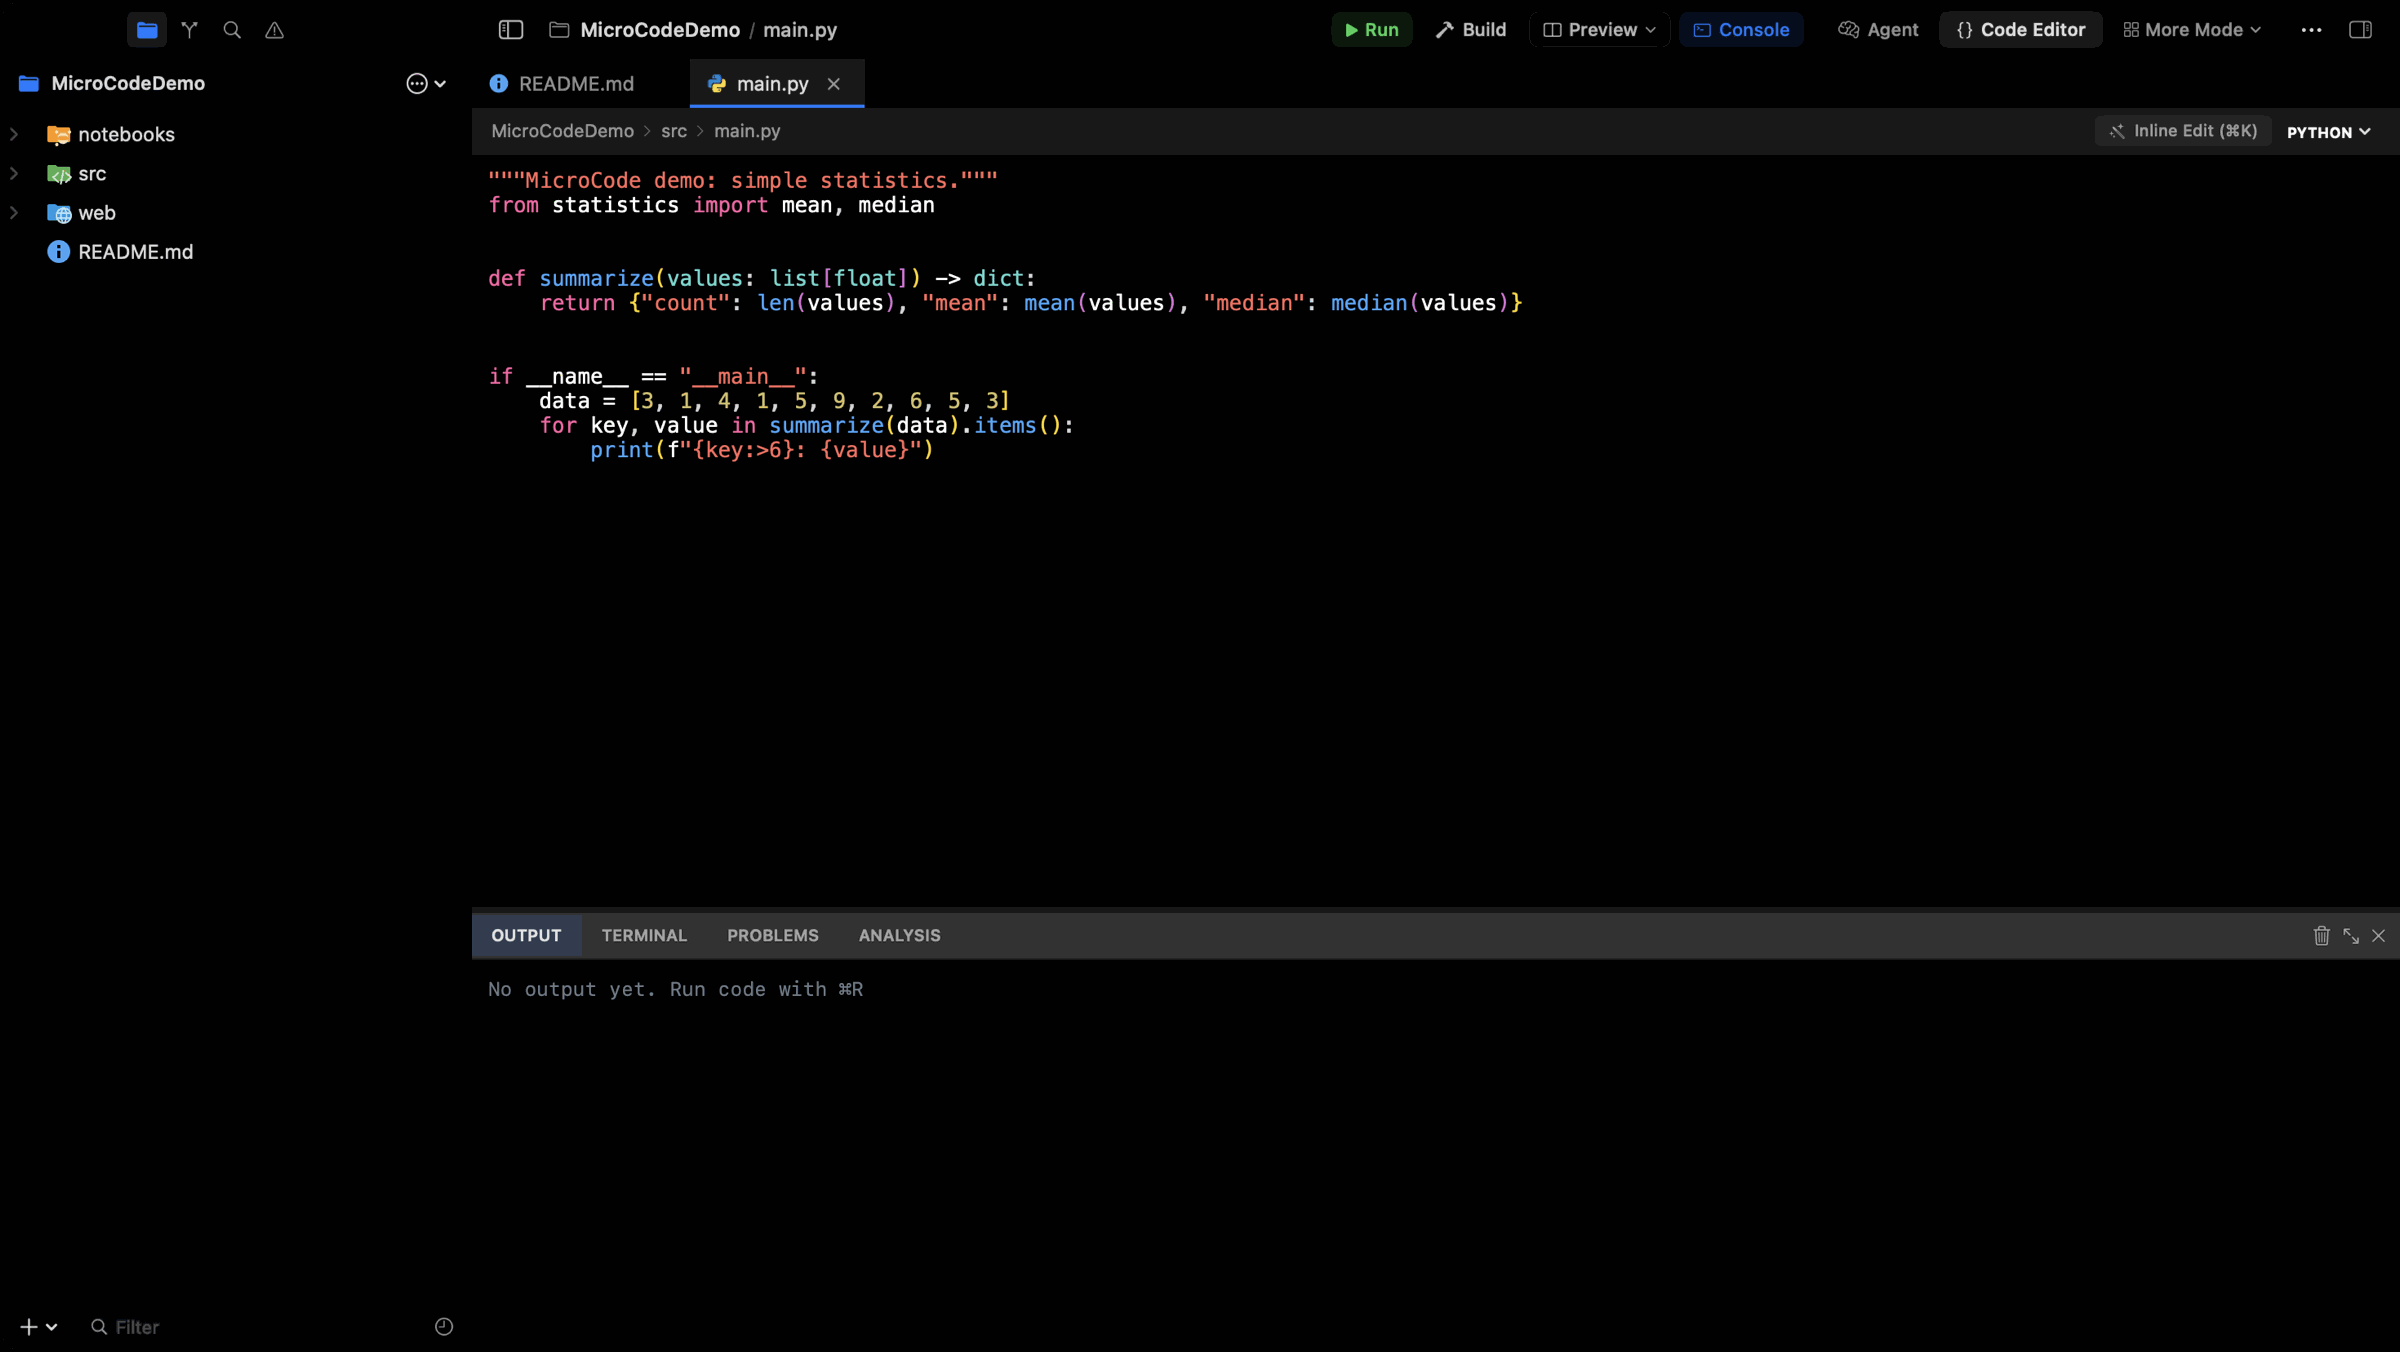 MicroCodeDemo / main.py
Run
Build
Preview
Console
Agent
{} Code Editor
More Mode
MicroCodeDemo
notebooks
src
web
README.md
README.md
main.py
MicroCodeDemo > src > main.py
Inline Edit (⌘K)
PYTHON
"""MicroCode demo: simple statistics."""
from statistics import mean, median
def summarize(values: list[float]) -> dict:
    return {"count": len(values), "mean": mean(values), "median": median(values)}
if __name__ == "__main__":
    data = [3, 1, 4, 1, 5, 9, 2, 6, 5, 3]
    for key, value in summarize(data).items():
        print(f"{key:>6}: {value}")
OUTPUT
TERMINAL
PROBLEMS
ANALYSIS
No output yet. Run code with ⌘R
Filter